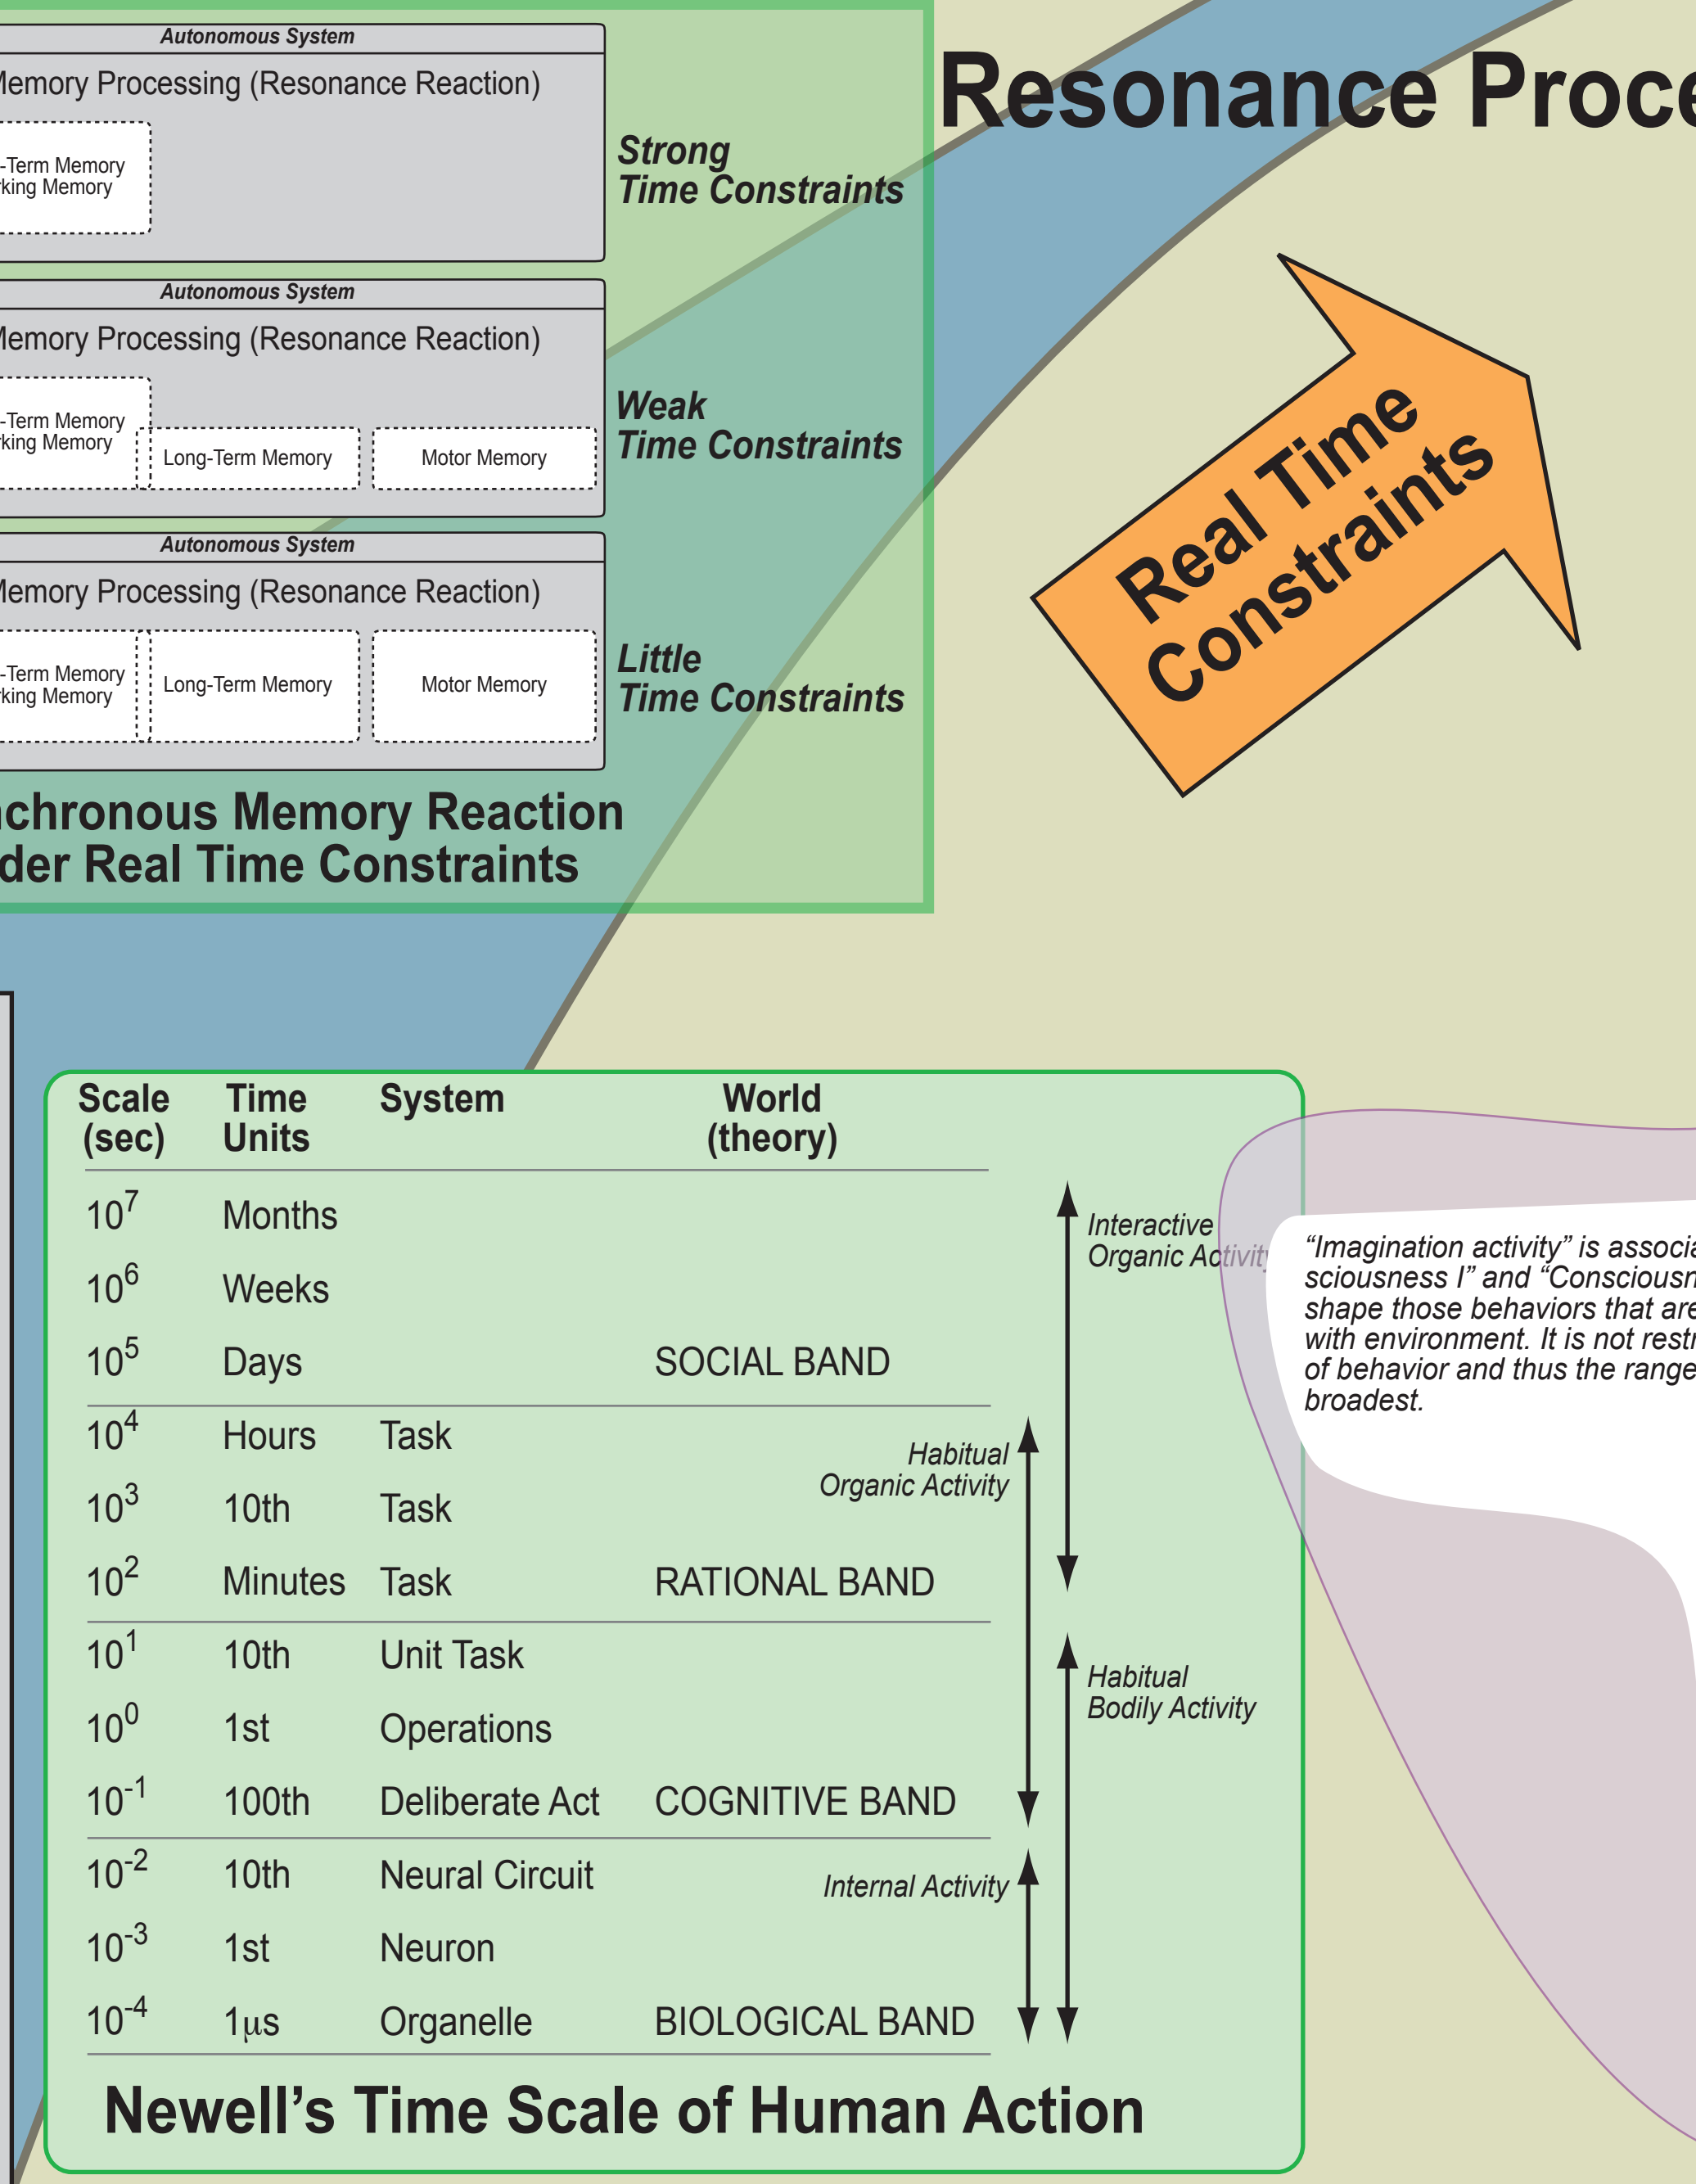 Autonomous System
Memory Processing (Resonance Reaction)
-Term Memory
king Memory
Strong
Time Constraints
Autonomous System
Memory Processing (Resonance Reaction)
-Term Memory
king Memory
Long-Term Memory
Motor Memory
Weak
Time Constraints
Autonomous System
Memory Processing (Resonance Reaction)
-Term Memory
king Memory
Long-Term Memory
Motor Memory
Little
Time Constraints
nchronous Memory Reaction
der Real Time Constraints
Resonance Proce
Real Time
Constraints
Scale (sec) Time Units System World (theory)
10^7 Months
10^6 Weeks
10^5 Days SOCIAL BAND
10^4 Hours Task
10^3 10th Task
10^2 Minutes Task RATIONAL BAND
10^1 10th Unit Task
10^0 1st Operations
10^-1 100th Deliberate Act COGNITIVE BAND
10^-2 10th Neural Circuit
10^-3 1st Neuron
10^-4 1μs Organelle BIOLOGICAL BAND
Interactive
Organic Activity
Habitual
Organic Activity
Habitual
Bodily Activity
Internal Activity
Newell’s Time Scale of Human Action
“Imagination activity” is associa
sciousness I” and “Consciousn
shape those behaviors that are
with environment. It is not restr
of behavior and thus the range
broadest.